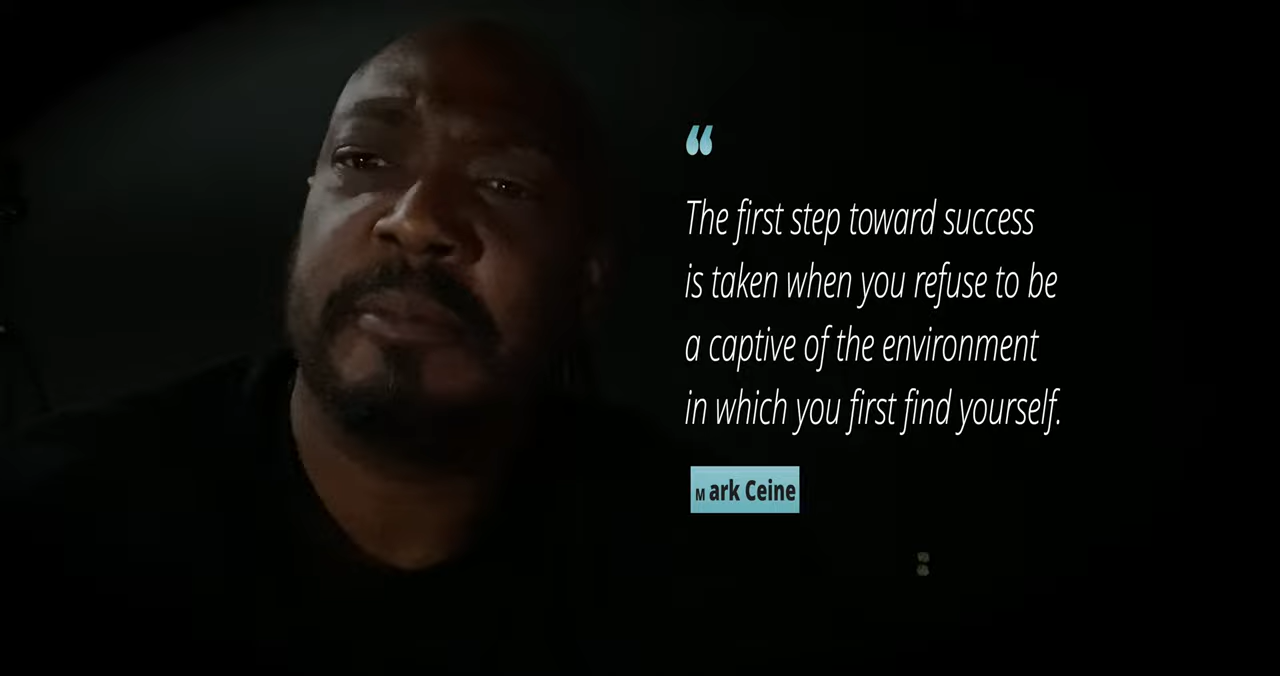 “
The first step toward success
is taken when you refuse to be
a captive of the environment
in which you first find yourself.
Mark Ceine